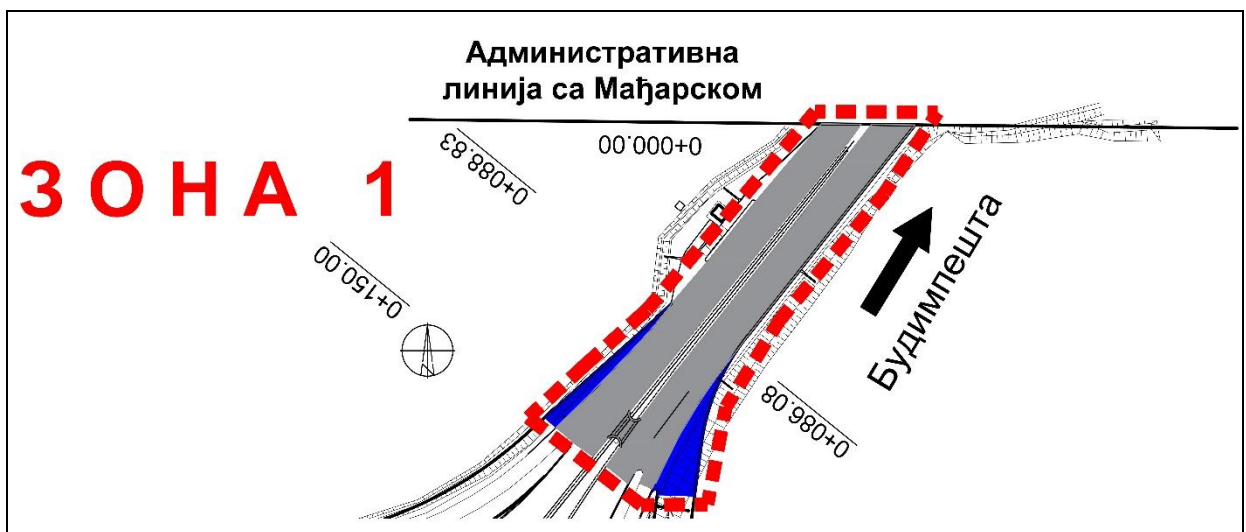 Административна
линија са Мађарском
0+000.00
0+088.83
ЗОНА 1
0+150.00
Будимпешта
0+086.08